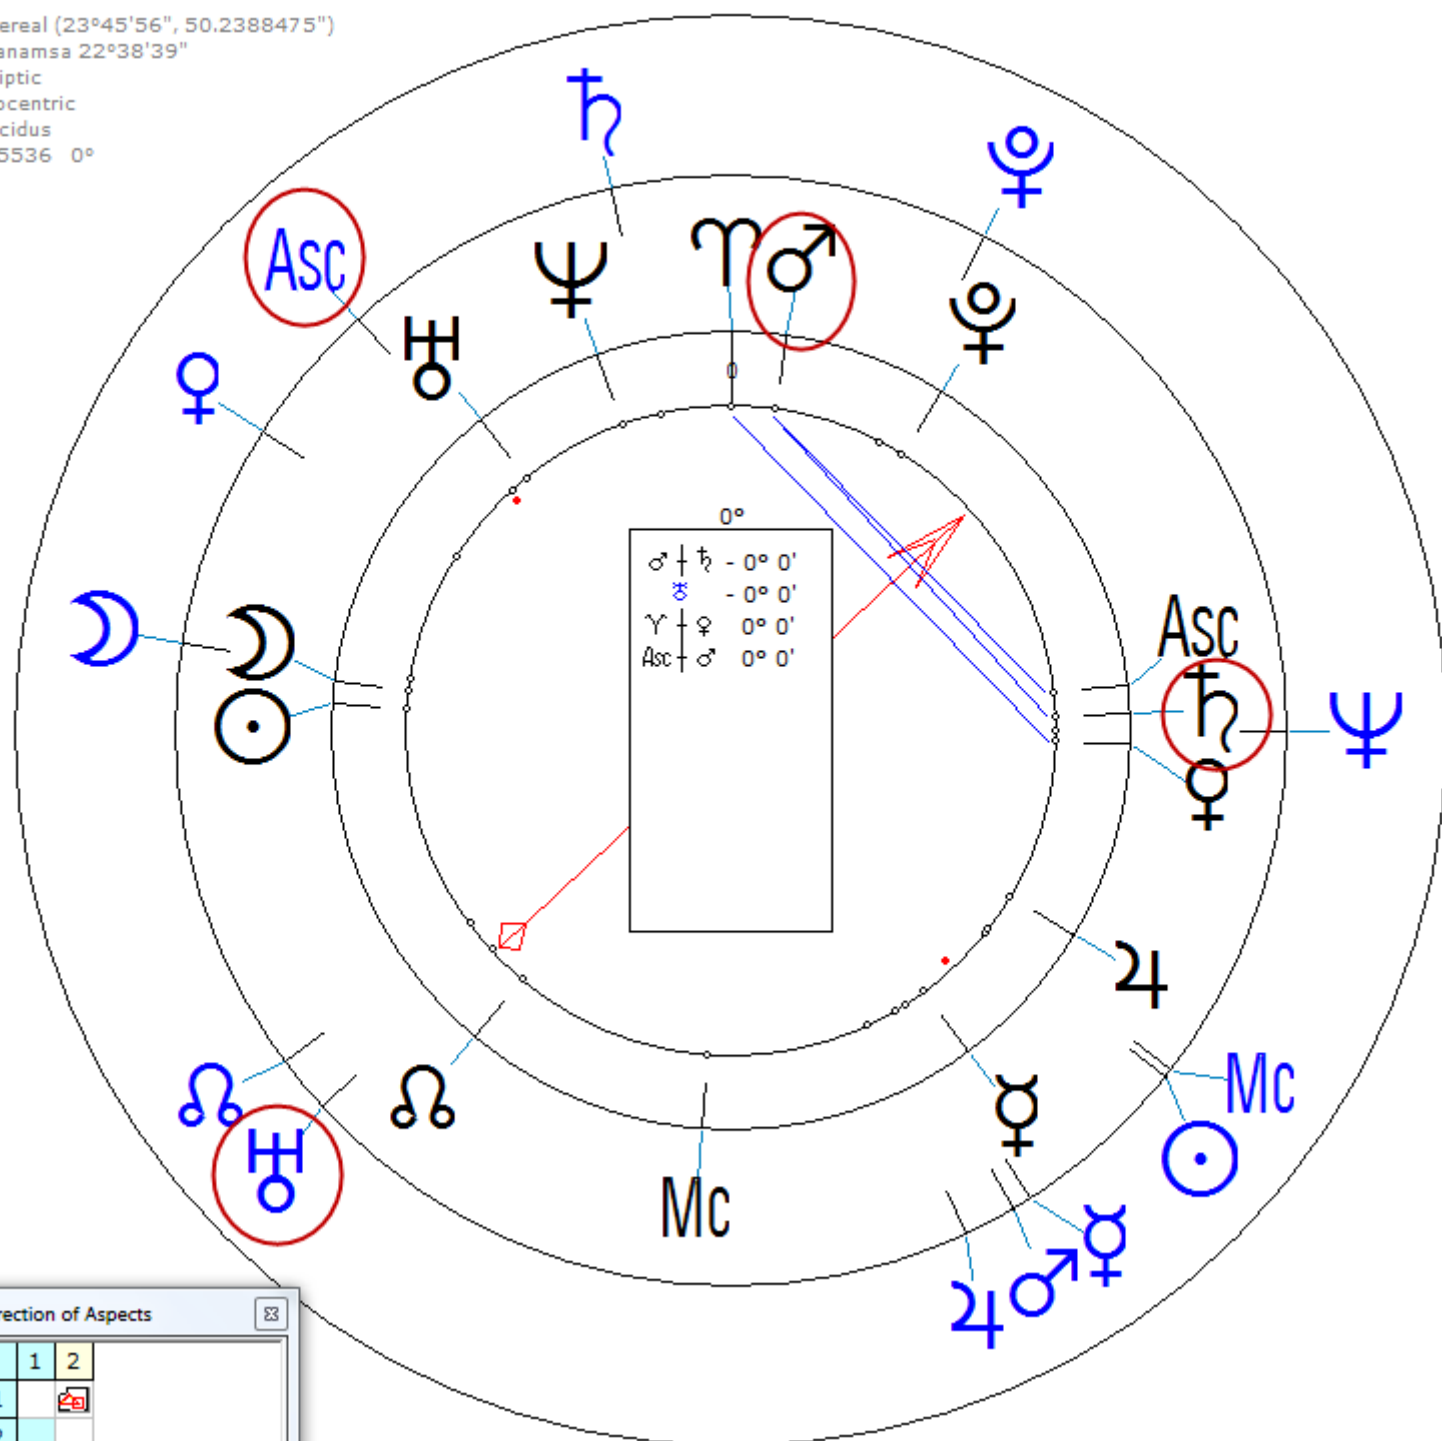 ereal (23°45'56", 50.2388475")
anamsa 22°38'39"
iptic
ocentric
cidus
5536 0°
Asc
0
0°
♂┼♄ - 0° 0'
♅ - 0° 0'
♈┼♀ 0° 0'
Asc┼♂ 0° 0'
Asc
Mc
Mc
rection of Aspects
1 2